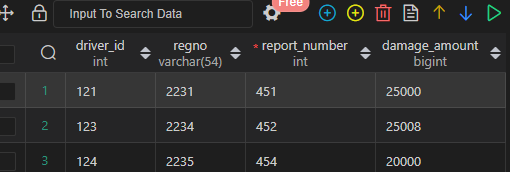 Input To Search Data
Free
driver_id regno * report_number damage_amount
int varchar(54) int bigint
1 121 2231 451 25000
2 123 2234 452 25008
3 124 2235 454 20000